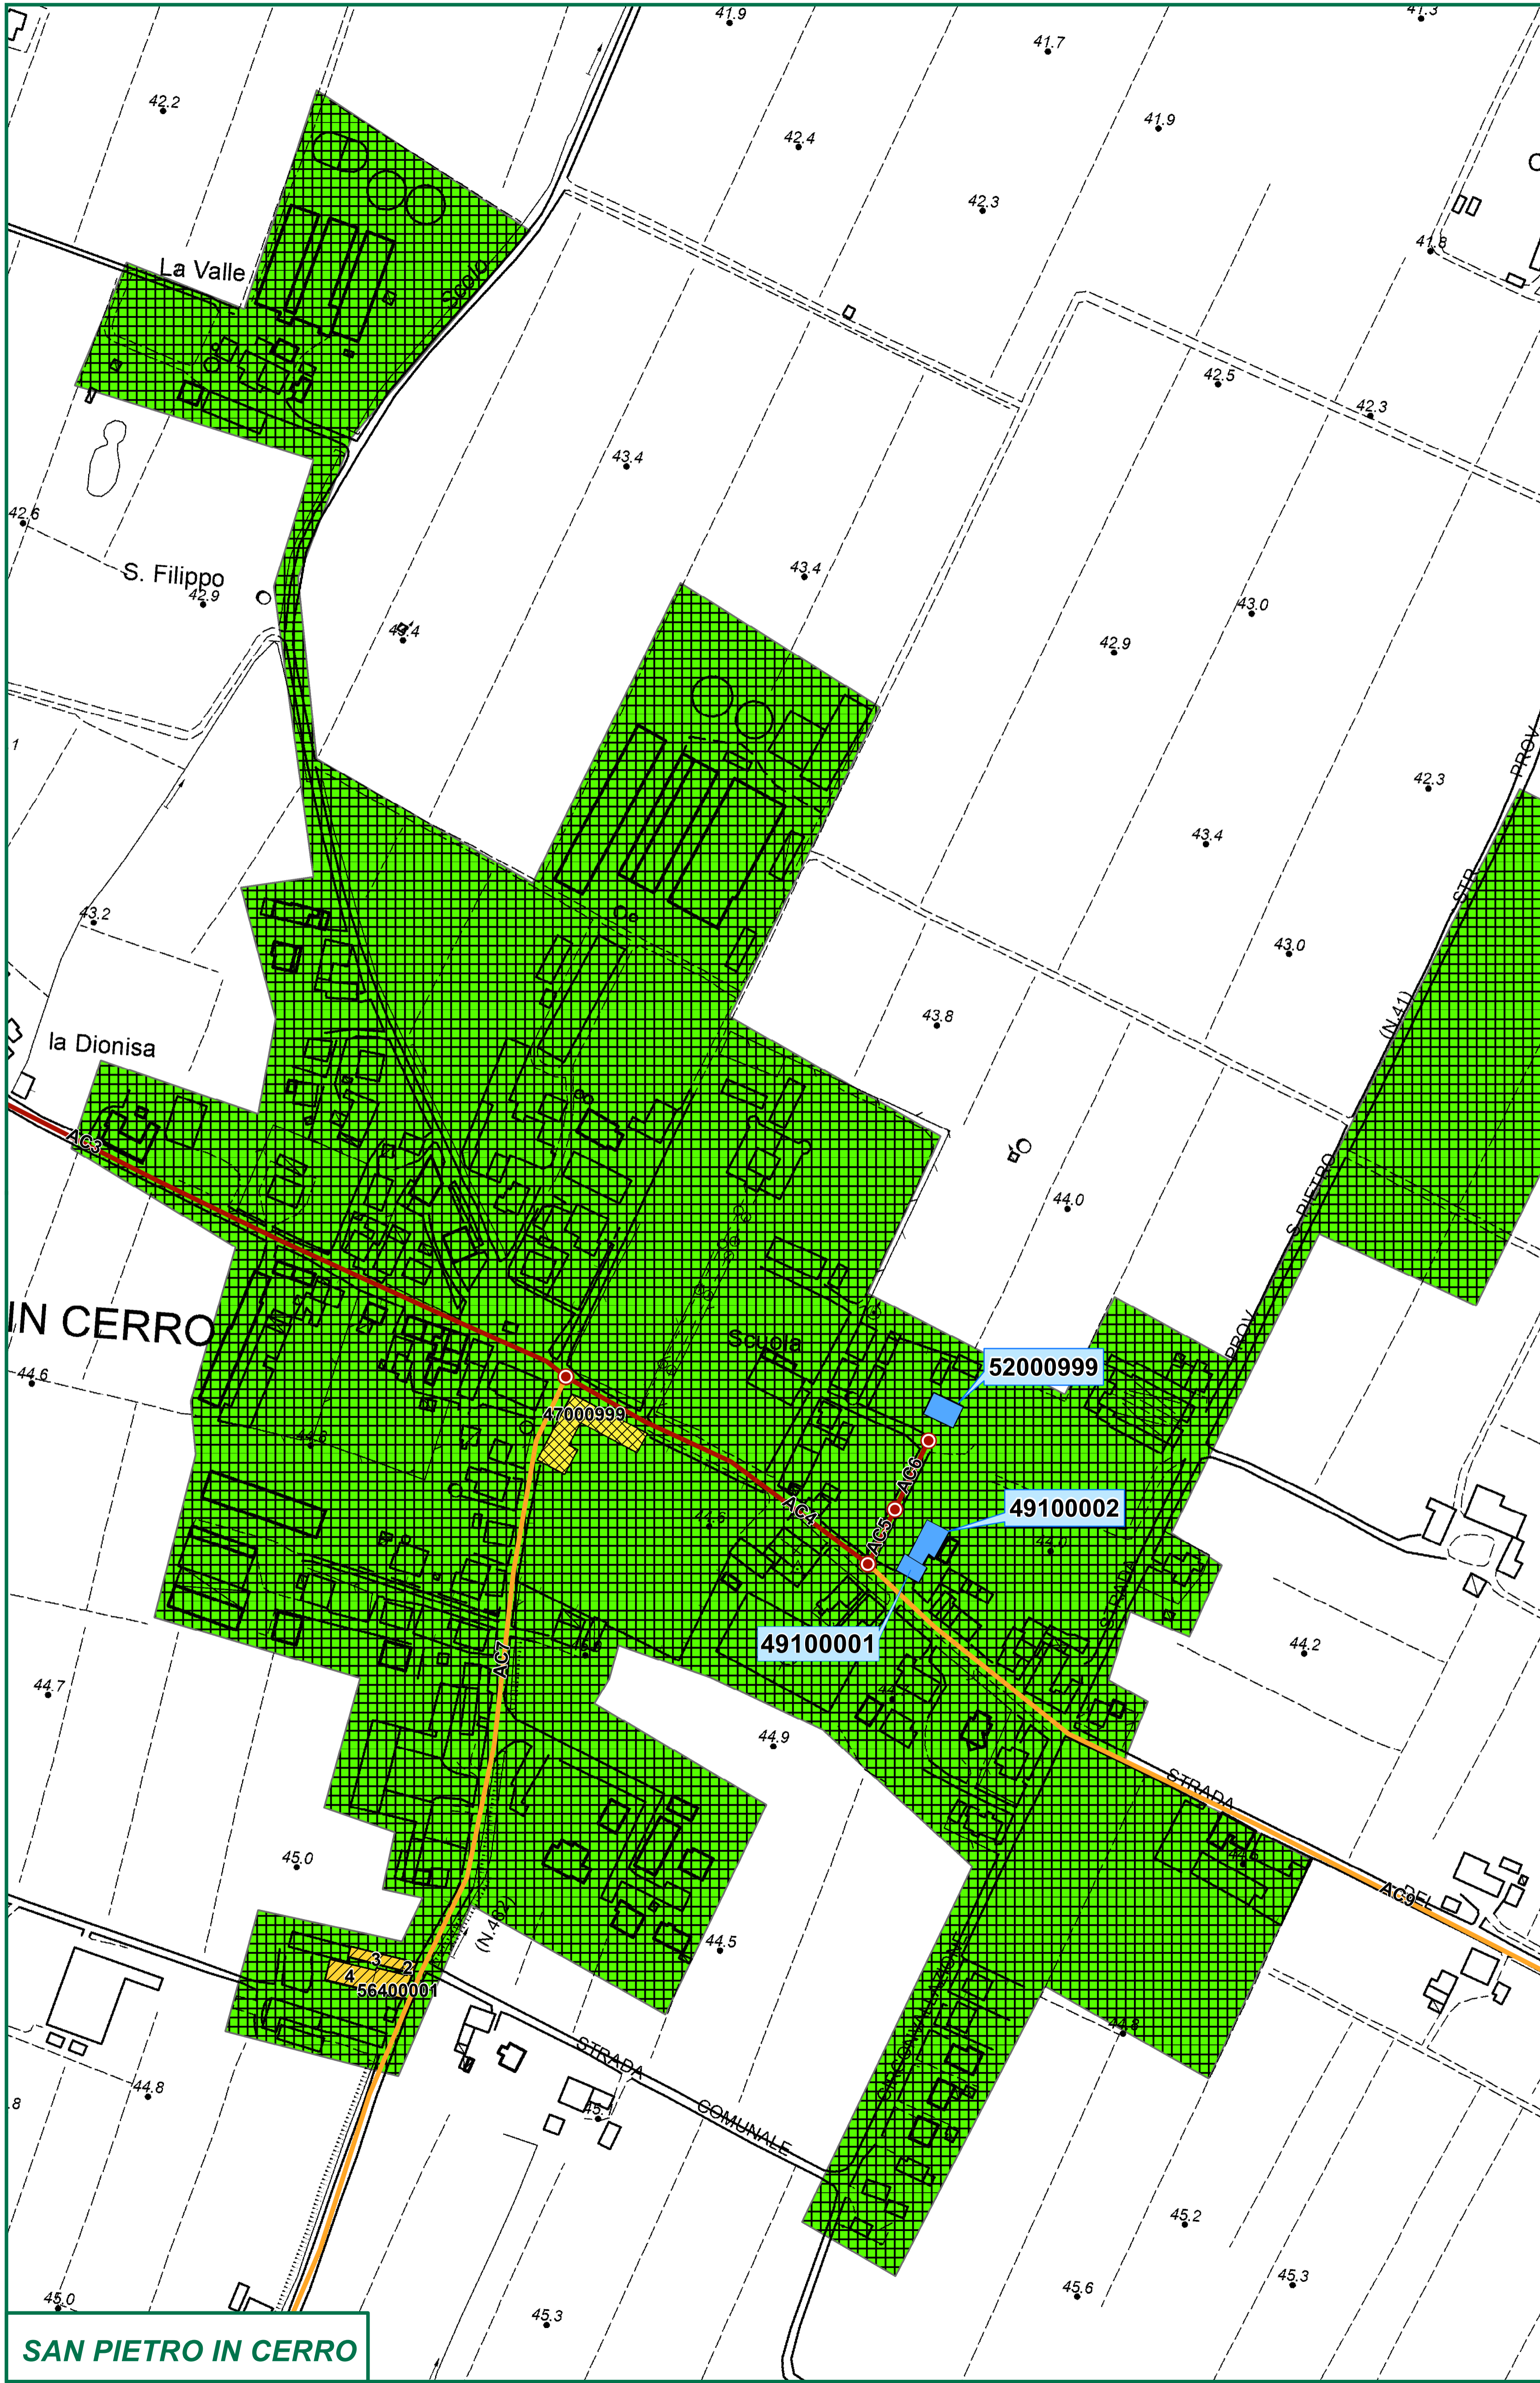 41.9
41.3
41.7
42.2
41.9
42.4
42.3
41.8
La Valle
Scolo
42.5
42.3
43.4
42.6
43.4
S. Filippo
42.9
43.0
43.4
42.9
PROV.
42.3
43.4
STR.
43.2
43.0
(N.41)
43.8
la Dionisa
AC3
S. PIETRO
44.0
IN CERRO
PROV.
Scuola
52000999
44.6
47000999
AC6
49100002
AC4
AC5
44.2
49100001
AC7
STRADA
44.7
44.9
STRADA
45.0
AC9
DEL
(N.482)
44.5
3
2
4
56400001
CIRCONVALLAZIONE
44.8
STRADA
44.8
45.1
COMUNALE
45.2
45.3
45.6
45.0
45.3
SAN PIETRO IN CERRO